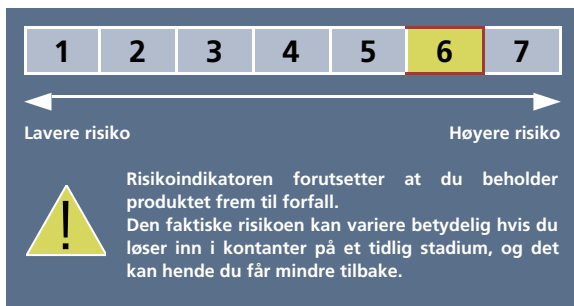 1 2 3 4 5 6 7
Lavere risiko Høyere risiko
Risikoindikatoren forutsetter at du beholder
produktet frem til forfall.
Den faktiske risikoen kan variere betydelig hvis du
løser inn i kontanter på et tidlig stadium, og det
kan hende du får mindre tilbake.
!